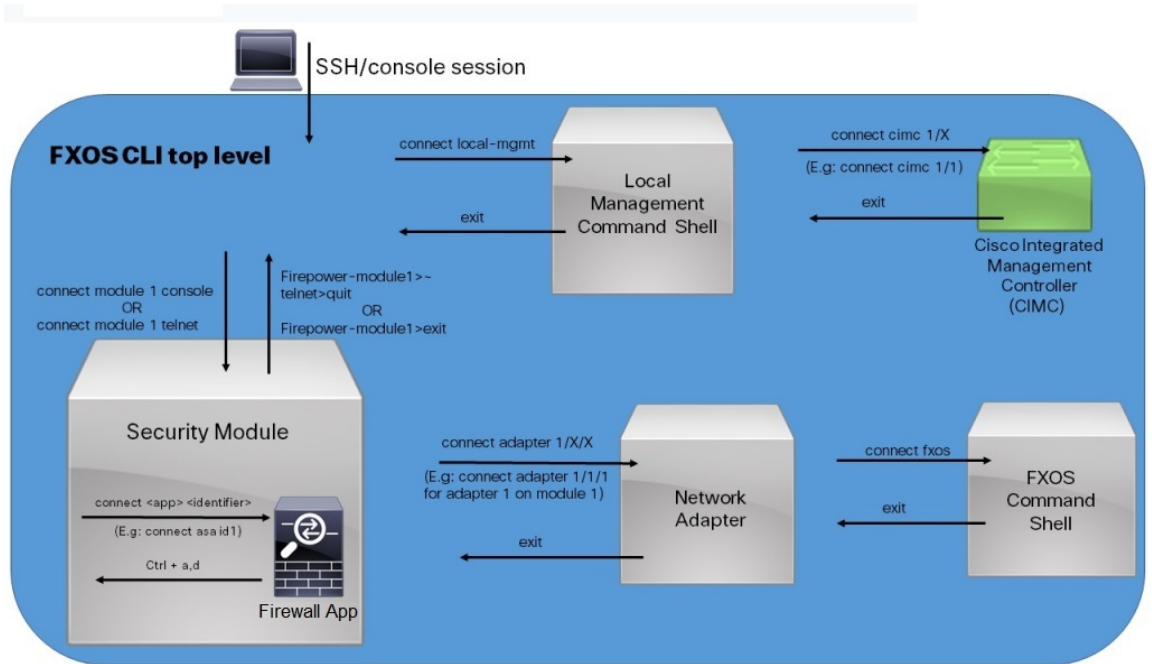 SSH/console session
FXOS CLI top level
connect local-mgmt
exit
Local
Management
Command Shell
connect cimc 1/X
(E.g: connect cimc 1/1)
exit
Cisco Integrated
Management
Controller
(CIMC)
connect module 1 console
OR
connect module 1 telnet
Firepower-module1>~
telnet>quit
OR
Firepower-module1>exit
Security Module
connect <app> <identifier>
(E.g: connect asa id1)
Ctrl + a,d
Firewall App
connect adapter 1/X/X
(E.g: connect adapter 1/1/1
for adapter 1 on module 1)
exit
Network
Adapter
connect fxos
exit
FXOS
Command
Shell